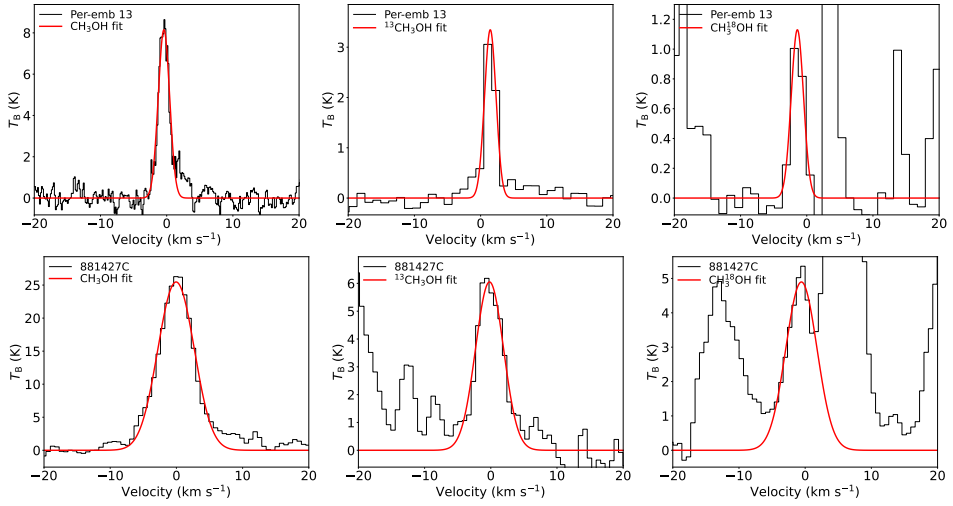 Per-emb 13
CH₃OH fit
8
6
4
2
0
T_B (K)
−20 −10 0 10 20
Velocity (km s⁻¹)
Per-emb 13
¹³CH₃OH fit
3
2
1
0
T_B (K)
−20 −10 0 10 20
Velocity (km s⁻¹)
Per-emb 13
CH₃¹⁸OH fit
1.2
1.0
0.8
0.6
0.4
0.2
0.0
T_B (K)
−20 −10 0 10 20
Velocity (km s⁻¹)
881427C
CH₃OH fit
25
20
15
10
5
0
T_B (K)
−20 −10 0 10 20
Velocity (km s⁻¹)
881427C
¹³CH₃OH fit
6
5
4
3
2
1
0
T_B (K)
−20 −10 0 10 20
Velocity (km s⁻¹)
881427C
CH₃¹⁸OH fit
5
4
3
2
1
0
T_B (K)
−20 −10 0 10 20
Velocity (km s⁻¹)